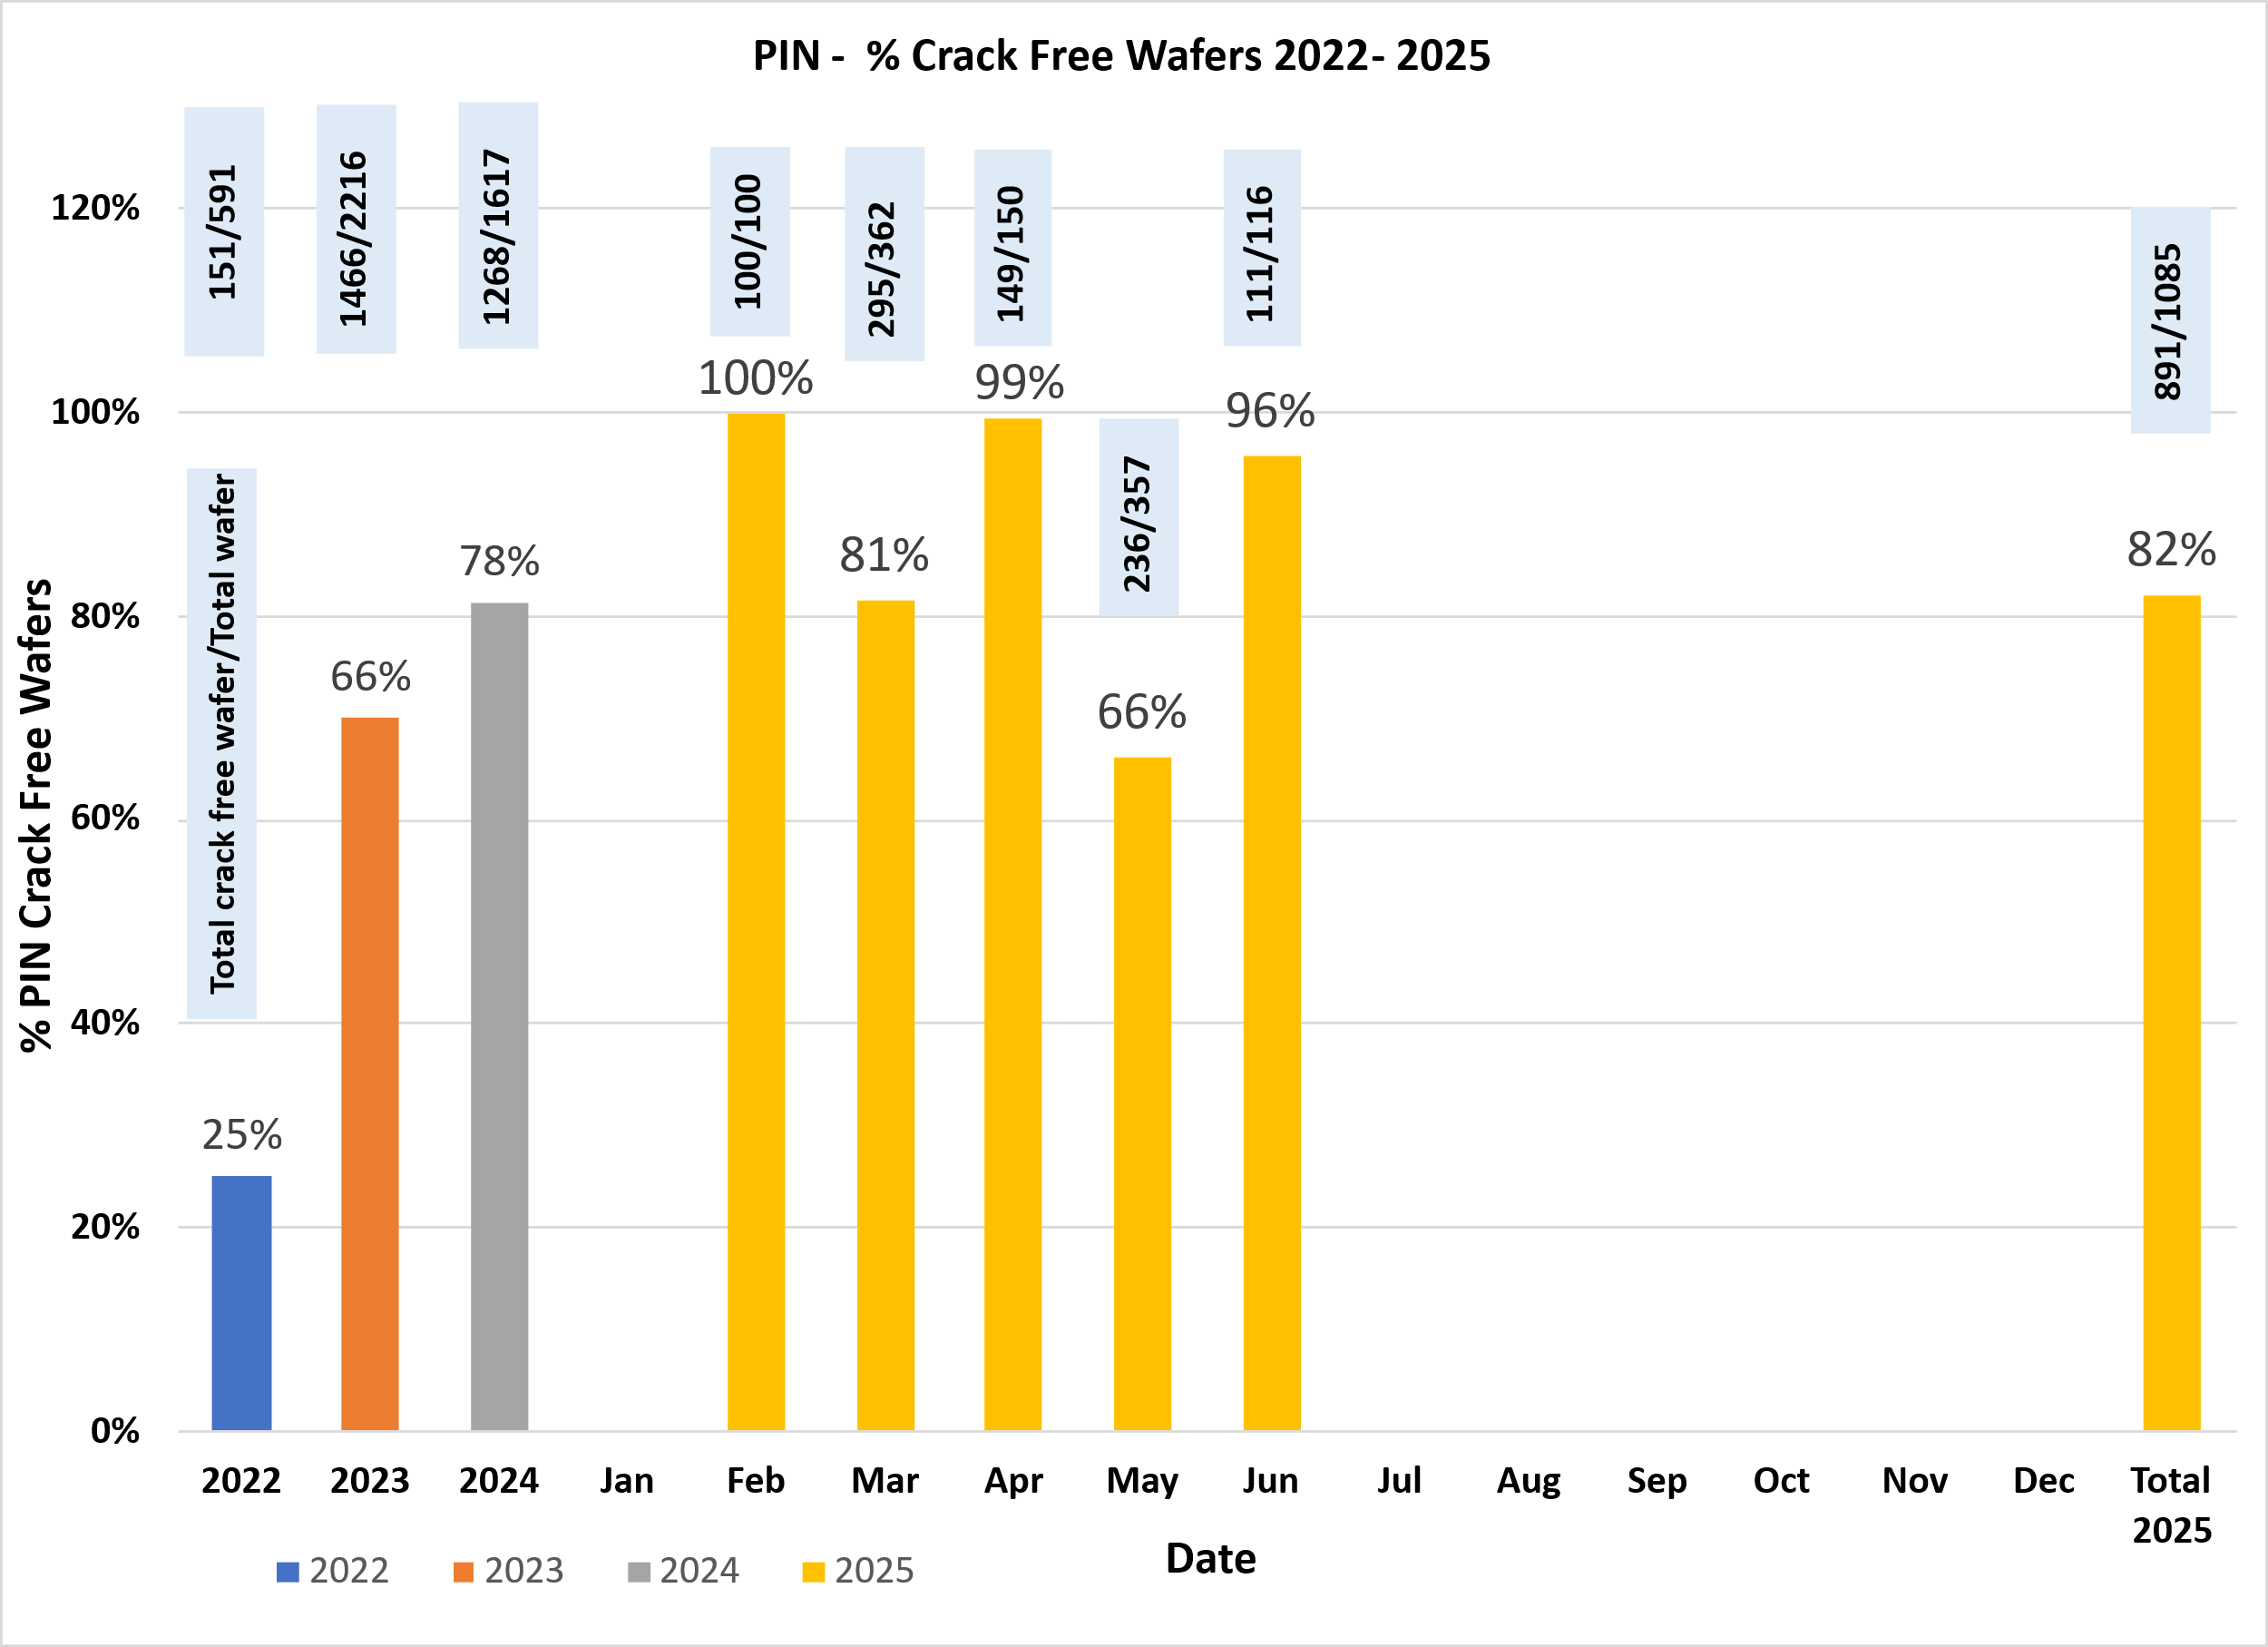 PIN -  % Crack Free Wafers 2022- 2025
151/591
1466/2216
1268/1617
100/100
295/362
149/150
111/116
891/1085
236/357
Total crack free wafer/Total wafer
% PIN Crack Free Wafers
120%
100%
80%
60%
40%
20%
0%
25%
66%
78%
100%
81%
99%
66%
96%
82%
2022
2023
2024
Jan
Feb
Mar
Apr
May
Jun
Jul
Aug
Sep
Oct
Nov
Dec
Total
2025
Date
2022
2023
2024
2025